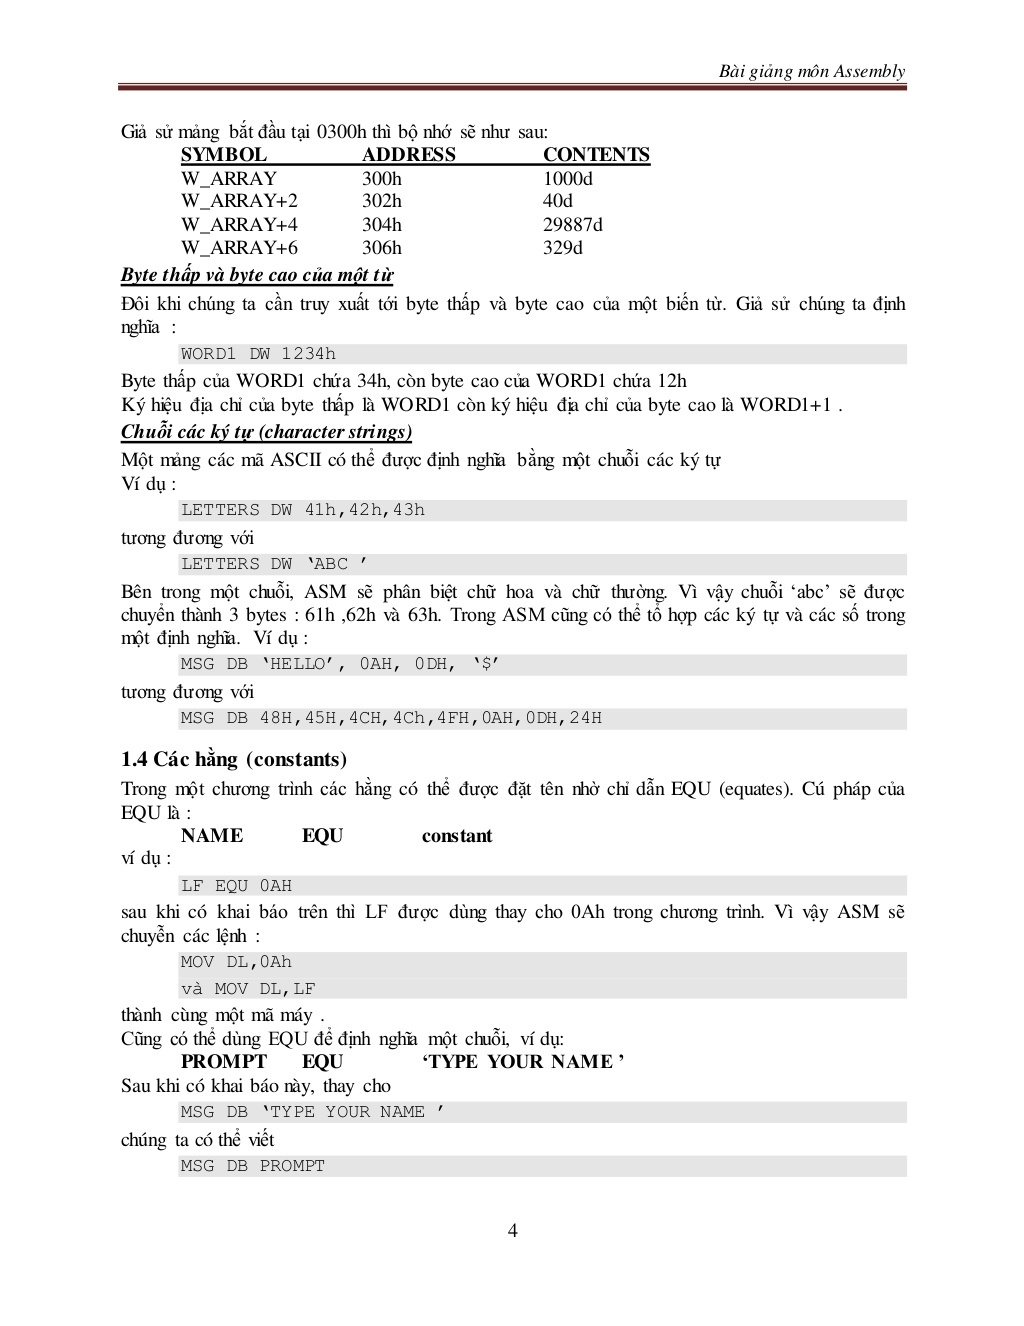 Bài giảng môn Assembly
Giả sử mảng bắt đầu tại 0300h thì bộ nhớ sẽ như sau:
SYMBOL ADDRESS CONTENTS
W_ARRAY 300h 1000d
W_ARRAY+2 302h 40d
W_ARRAY+4 304h 29887d
W_ARRAY+6 306h 329d
Byte thấp và byte cao của một từ
Đôi khi chúng ta cần truy xuất tới byte thấp và byte cao của một biến từ. Giả sử chúng ta định
nghĩa :
WORD1 DW 1234h
Byte thấp của WORD1 chứa 34h, còn byte cao của WORD1 chứa 12h
Ký hiệu địa chỉ của byte thấp là WORD1 còn ký hiệu địa chỉ của byte cao là WORD1+1 .
Chuỗi các ký tự (character strings)
Một mảng các mã ASCII có thể được định nghĩa bằng một chuỗi các ký tự
Ví dụ :
LETTERS DW 41h,42h,43h
tương đương với
LETTERS DW ‘ABC ’
Bên trong một chuỗi, ASM sẽ phân biệt chữ hoa và chữ thường. Vì vậy chuỗi ‘abc’ sẽ được
chuyển thành 3 bytes : 61h ,62h và 63h. Trong ASM cũng có thể tổ hợp các ký tự và các số trong
một định nghĩa. Ví dụ :
MSG DB ‘HELLO’, 0AH, 0DH, ‘$’
tương đương với
MSG DB 48H,45H,4CH,4Ch,4FH,0AH,0DH,24H
1.4 Các hằng (constants)
Trong một chương trình các hằng có thể được đặt tên nhờ chỉ dẫn EQU (equates). Cú pháp của
EQU là :
NAME EQU constant
ví dụ :
LF EQU 0AH
sau khi có khai báo trên thì LF được dùng thay cho 0Ah trong chương trình. Vì vậy ASM sẽ
chuyễn các lệnh :
MOV DL,0Ah
và MOV DL,LF
thành cùng một mã máy .
Cũng có thể dùng EQU để định nghĩa một chuỗi, ví dụ:
PROMPT EQU ‘TYPE YOUR NAME ’
Sau khi có khai báo này, thay cho
MSG DB ‘TYPE YOUR NAME ’
chúng ta có thể viết
MSG DB PROMPT
4